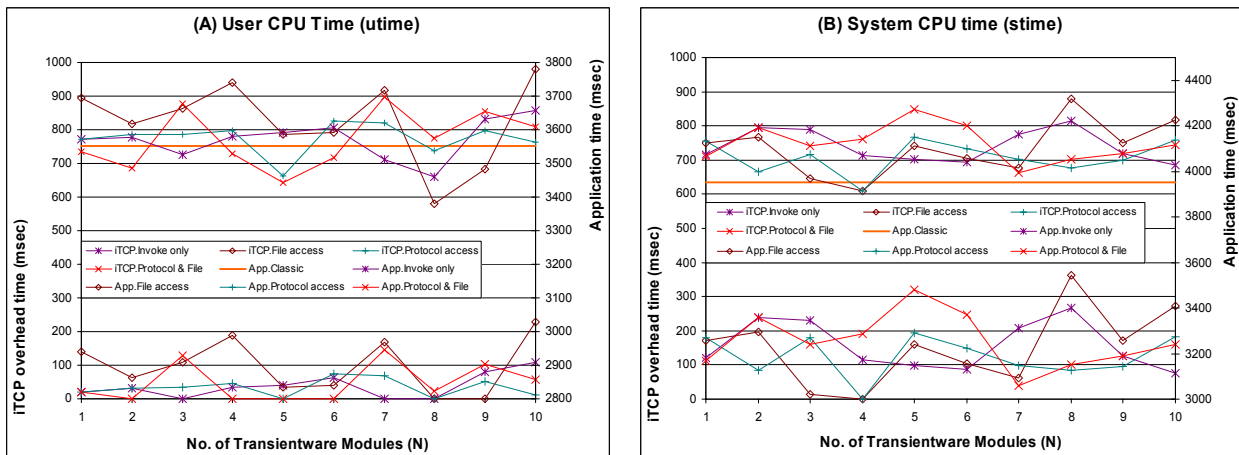 (A) User CPU Time (utime)
1000
900
800
700
600
500
400
300
200
100
0
3800
3700
3600
3500
3400
3300
3200
3100
3000
2900
2800
iTCP overhead time (msec)
Application time (msec)
iTCP.Invoke only
iTCP.File access
iTCP.Protocol access
iTCP.Protocol & File
App.Classic
App.Invoke only
App.File access
App.Protocol access
App.Protocol & File
1 2 3 4 5 6 7 8 9 10
No. of Transientware Modules (N)
(B) System CPU time (stime)
1000
900
800
700
600
500
400
300
200
100
0
4400
4200
4000
3800
3600
3400
3200
3000
iTCP overhead time (msec)
Application time (msec)
iTCP.Invoke only
iTCP.File access
iTCP.Protocol access
iTCP.Protocol & File
App.Classic
App.Invoke only
App.File access
App.Protocol access
App.Protocol & File
1 2 3 4 5 6 7 8 9 10
No. of Transientware Modules (N)